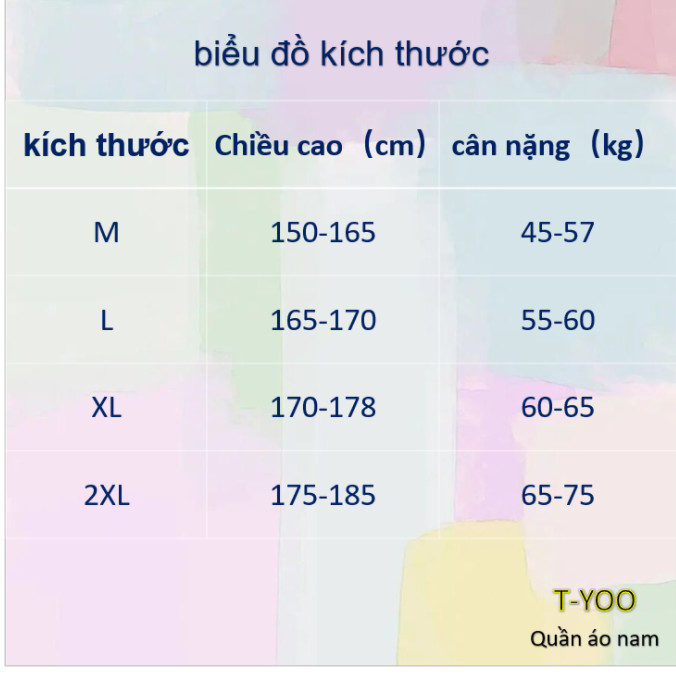 biểu đồ kích thước
kích thước Chiều cao（cm） cân nặng（kg）
M 150-165 45-57
L 165-170 55-60
XL 170-178 60-65
2XL 175-185 65-75
T-YOO
Quần áo nam